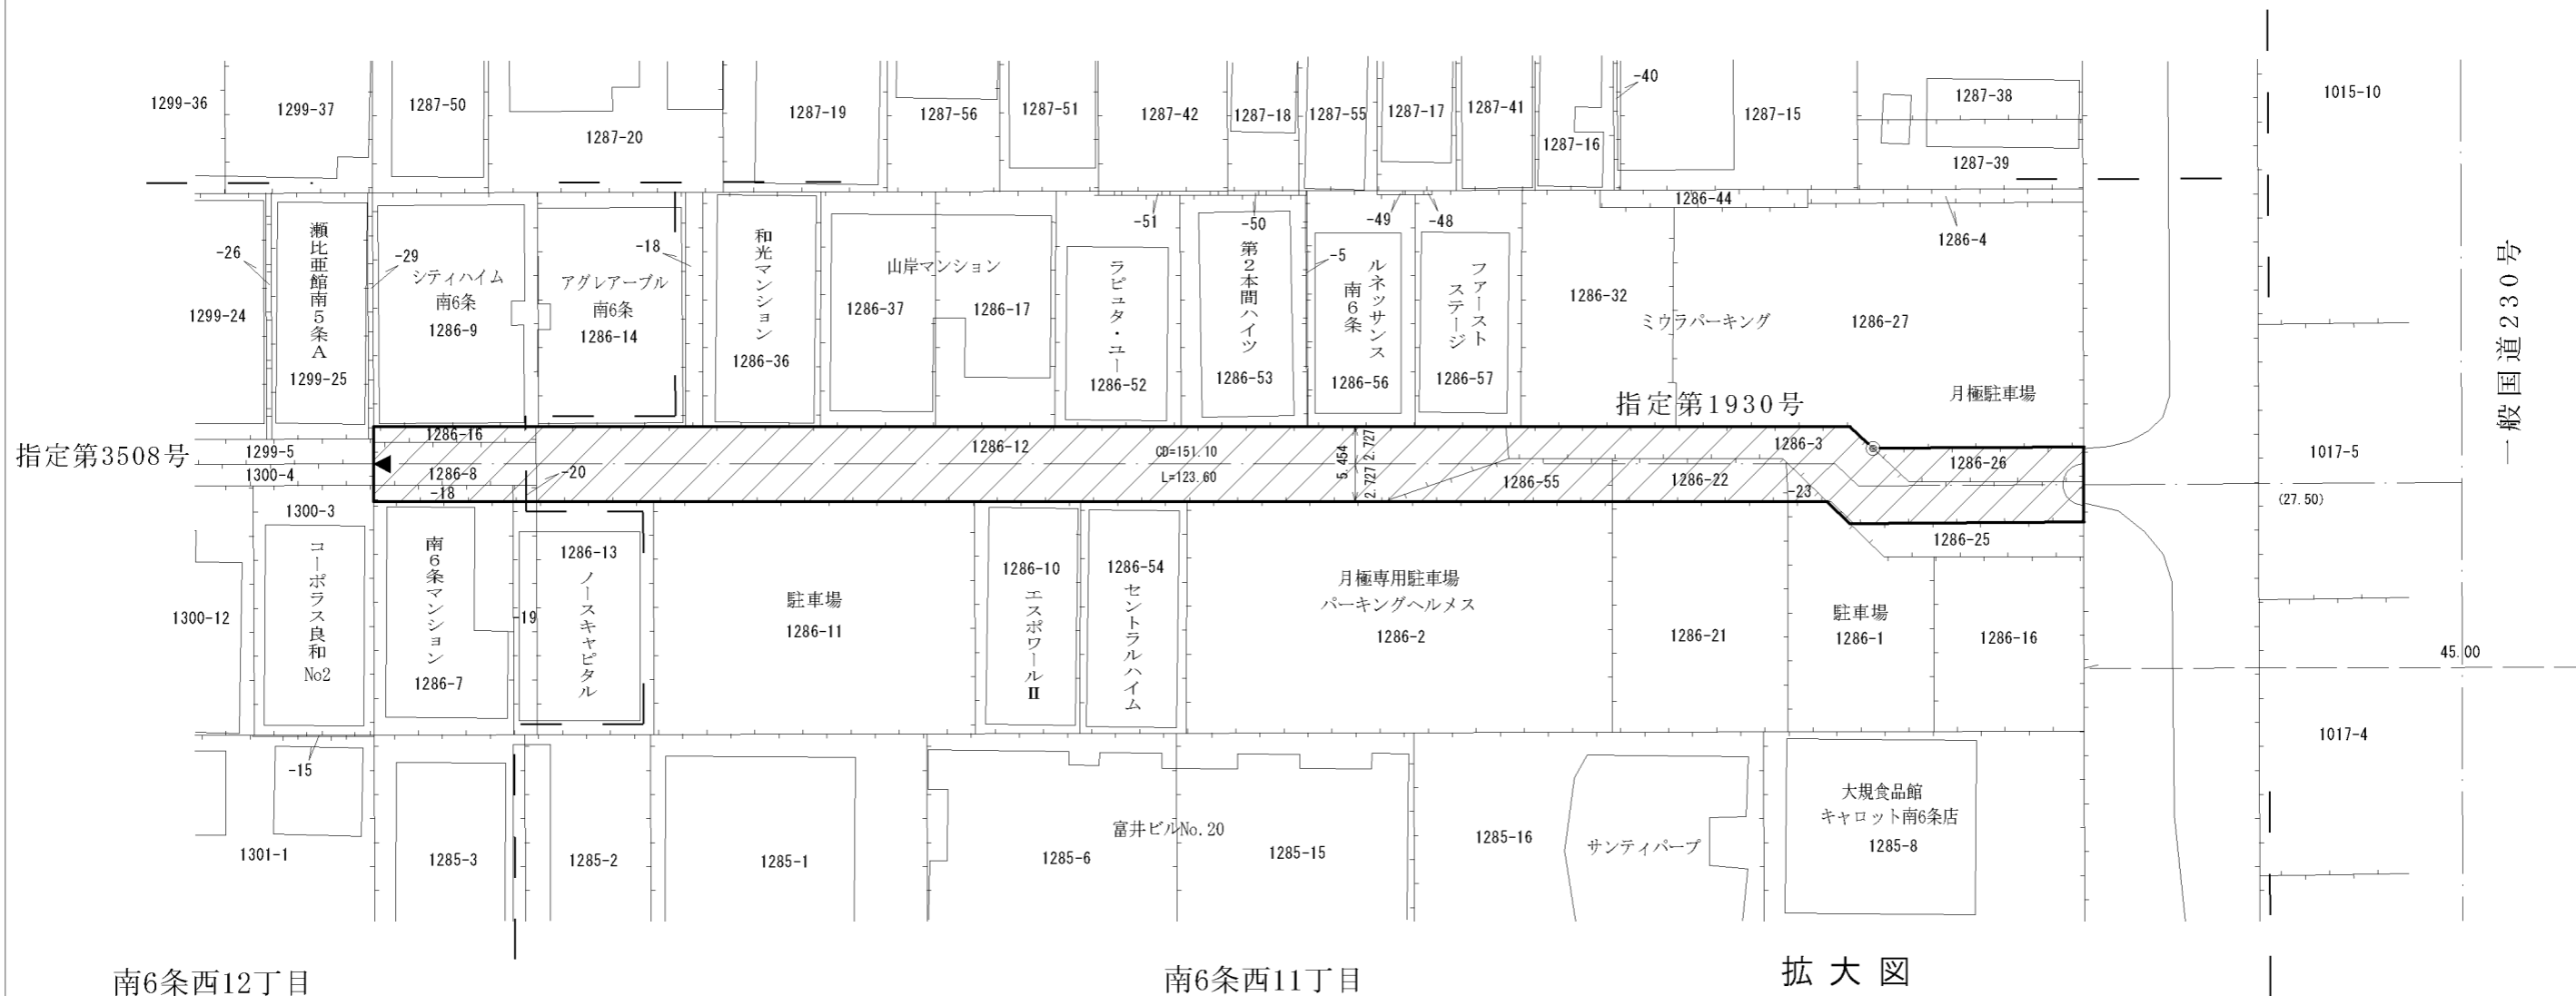 1299-36
1299-37
1287-50
1287-20
1287-19
1287-56
1287-51
1287-42
1287-18
1287-55
1287-17
1287-41
1287-16
-40
1287-15
1287-38
1287-39
1015-10
1286-44
1286-4
-26
1299-24
瀬比亜館南5条A
1299-25
-29
シティハイム
南6条
1286-9
アグレアーブル
南6条
1286-14
-18
和光マンション
1286-36
山岸マンション
1286-37
1286-17
-51
ラピュタ・ユー
1286-52
-50
第2本間ハイツ
1286-53
-5
-49
-48
ルネッサンス
南6条
1286-56
ファースト
ステージ
1286-57
1286-32
ミウラパーキング
1286-27
月極駐車場
一般国道230号
指定第1930号
指定第3508号
1299-5
1300-4
1286-16
1286-8
-18
-20
1286-12
CD=151.10
L=123.60
5.454
2.727
2.727
1286-55
1286-22
1286-3
-23
1286-26
1286-25
1017-5
(27.50)
1300-3
コーポラス良和
No2
1300-12
南6条マンション
1286-7
-19
1286-13
ノースキャピタル
駐車場
1286-11
1286-10
エスポワールⅡ
1286-54
セントラルハイム
月極専用駐車場
パーキングヘルメス
1286-2
1286-21
駐車場
1286-1
1286-16
45.00
1017-4
-15
1301-1
1285-3
1285-2
1285-1
富井ビルNo.20
1285-6
1285-15
1285-16
サンティパープ
大規食品館
キャロット南6条店
1285-8
南6条西12丁目
南6条西11丁目
拡大図